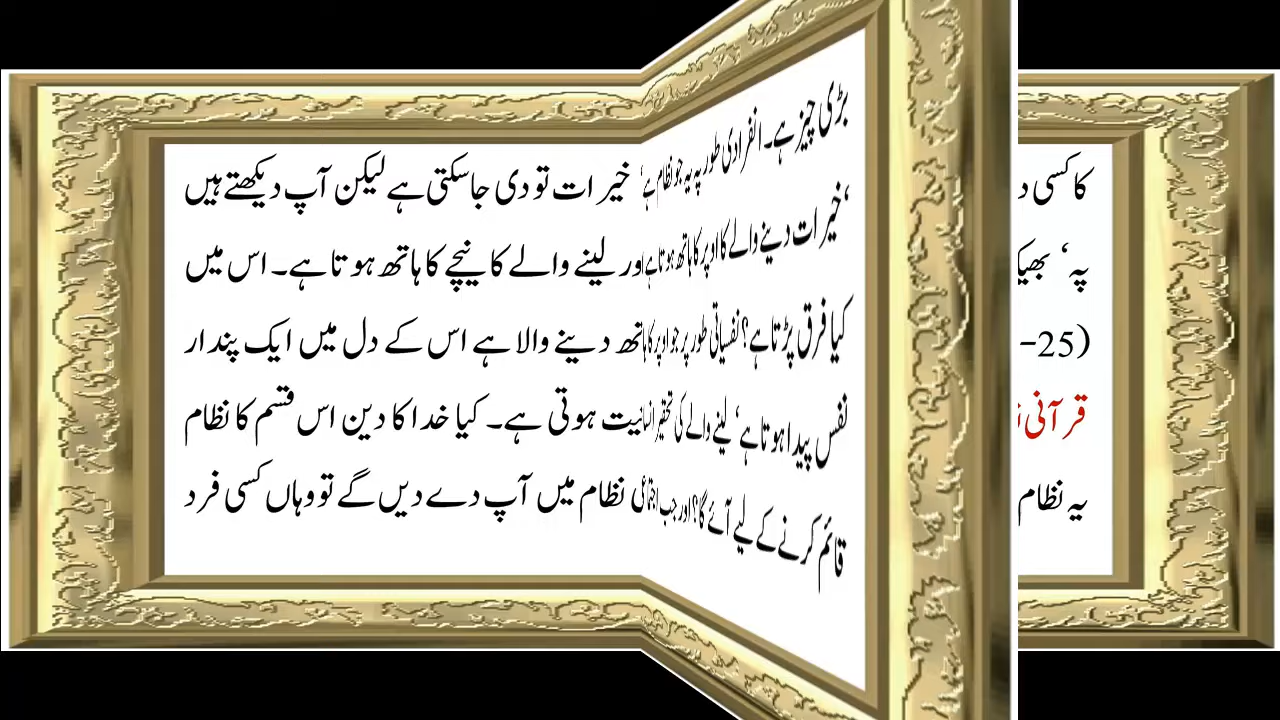 بڑی چیز ہے۔ انفرادی طور پہ یہ جو نظام ہے‘ خیرات تو دی جاسکتی ہے لیکن آپ دیکھتے ہیں
‘خیرات دینے والے کا اوپر کا ہاتھ ہوتا ہے اور لینے والے کا نیچے کا ہاتھ ہوتا ہے۔ اس میں
کیا فرق پڑتا ہے؟ نفسیاتی طور پر جو اوپر کا ہاتھ دینے والا ہے اس کے دل میں ایک پندار
نفس پیدا ہوتا ہے‘ لینے والے کی تحقیر انسانیت ہوتی ہے۔ کیا خدا کا دین اس قسم کا نظام
قائم کرنے کے لیے آئے گا؟ اور جب اجتماعی نظام میں آپ دے دیں گے تو وہاں کسی فرد
کا کسی
پہ‘
(25-
قرآنی
یہ نظام